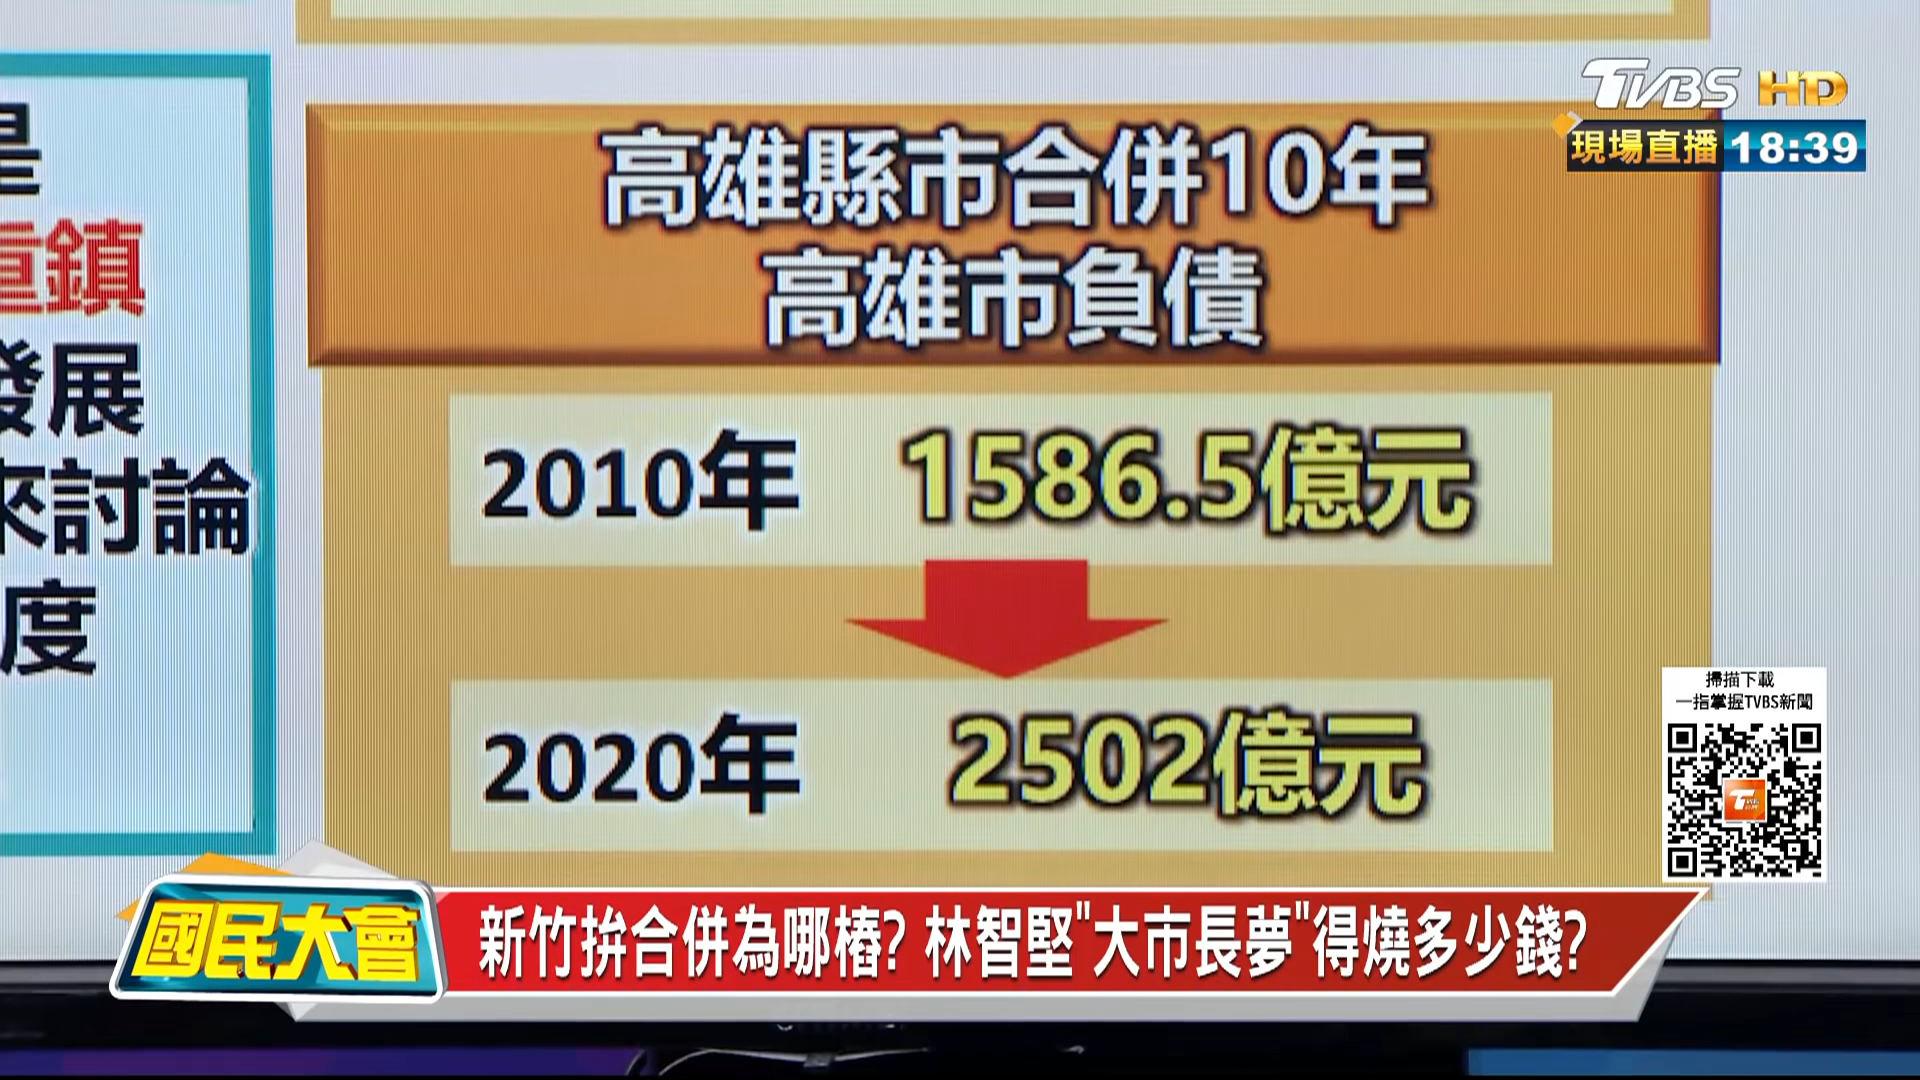 TVBS HD
現場直播 18:39
重鎮
發展
來討論
度
高雄縣市合併10年
高雄市負債
2010年 1586.5億元
2020年 2502億元
掃描下載
一指掌握TVBS新聞
國民大會
新竹拚合併為哪樁? 林智堅"大市長夢"得燒多少錢?